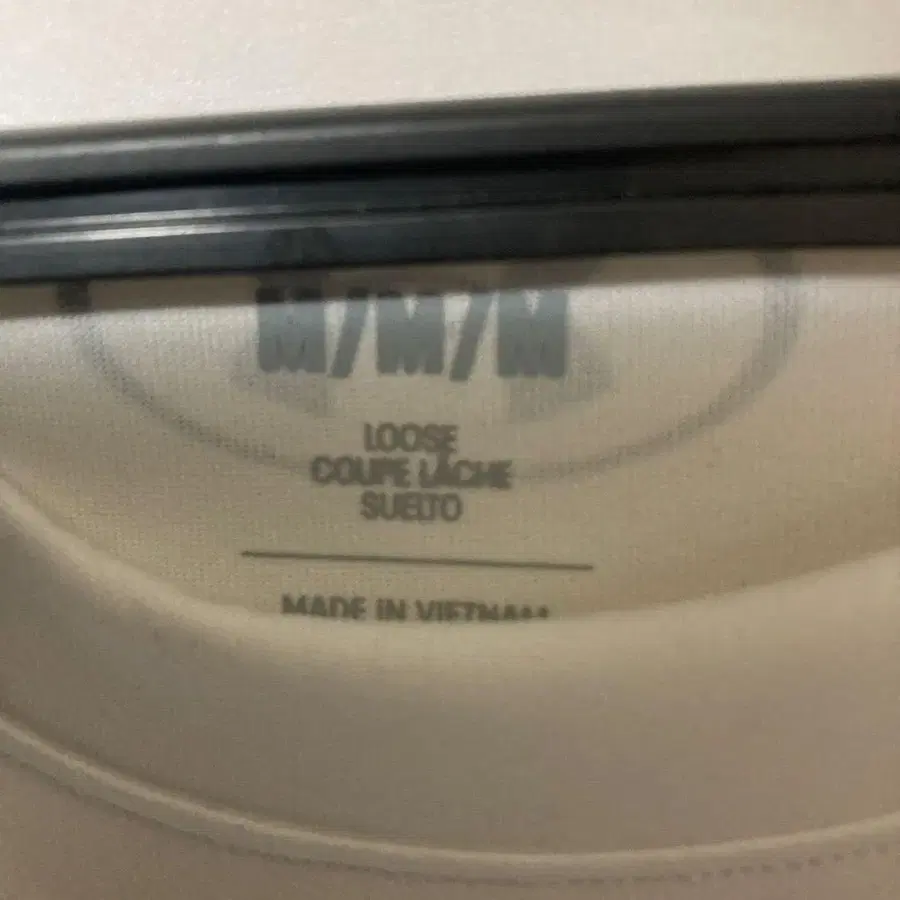 M/M/M
LOOSE
COUPE LÂCHE
SUELTO
MADE IN VIETNAM